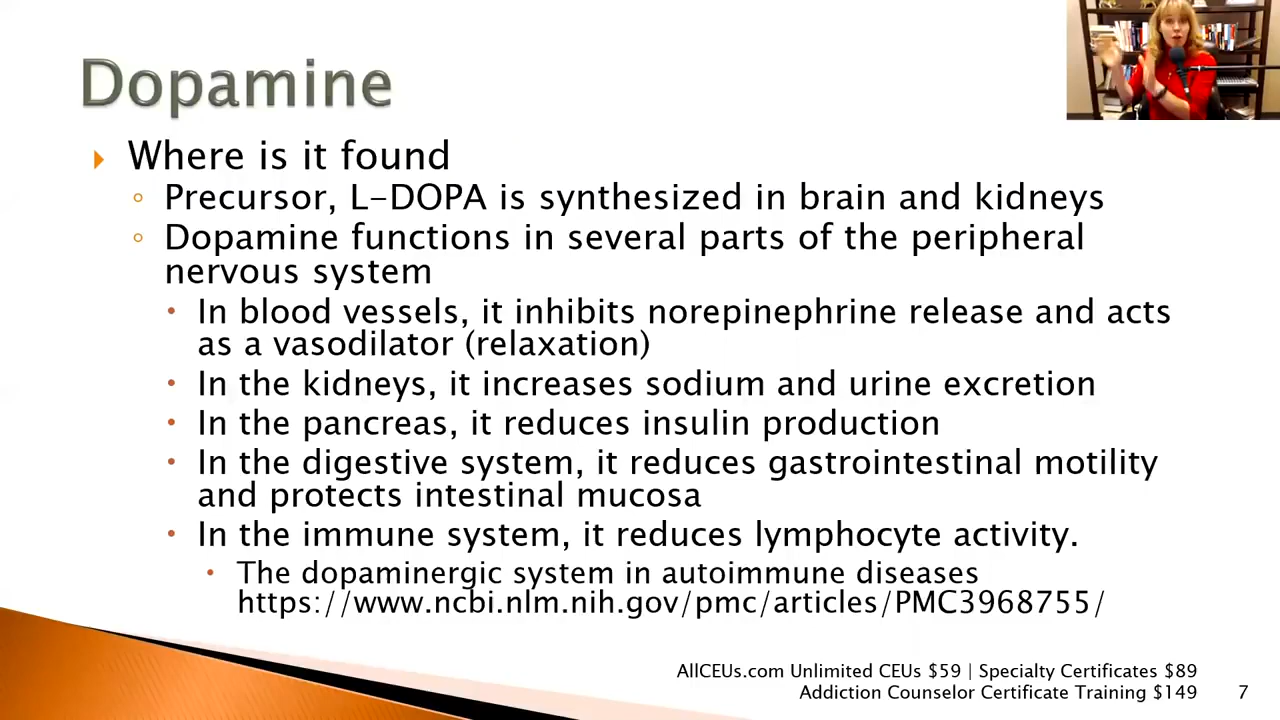 Dopamine
Where is it found
Precursor, L-DOPA is synthesized in brain and kidneys
Dopamine functions in several parts of the peripheral
nervous system
In blood vessels, it inhibits norepinephrine release and acts
as a vasodilator (relaxation)
In the kidneys, it increases sodium and urine excretion
In the pancreas, it reduces insulin production
In the digestive system, it reduces gastrointestinal motility
and protects intestinal mucosa
In the immune system, it reduces lymphocyte activity.
The dopaminergic system in autoimmune diseases
https://www.ncbi.nlm.nih.gov/pmc/articles/PMC3968755/
AllCEUs.com Unlimited CEUs $59 | Specialty Certificates $89
Addiction Counselor Certificate Training $149
7